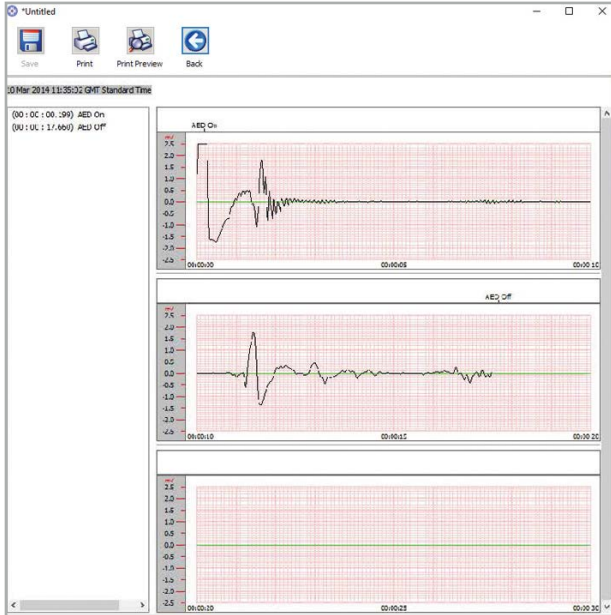 *Untitled
Save Print Print Preview Back
10 Mar 2014 11:35:32 GMT Standard Time
(00 : 00 : 00.199) AED On
(00 : 00 : 17.660) AED Off
AED On
mV
2.5
2.0
1.5
1.0
0.5
0.0
-0.5
-1.0
-1.5
-2.0
-2.5
00:00:00 00:00:05 00:00:10
AED Off
mV
2.5
2.0
1.5
1.0
0.5
0.0
-0.5
-1.0
-1.5
-2.0
-2.5
00:00:10 00:00:15 00:00:20
mV
2.5
2.0
1.5
1.0
0.5
0.0
-0.5
-1.0
-1.5
-2.0
-2.5
00:00:20 00:00:25 00:00:30